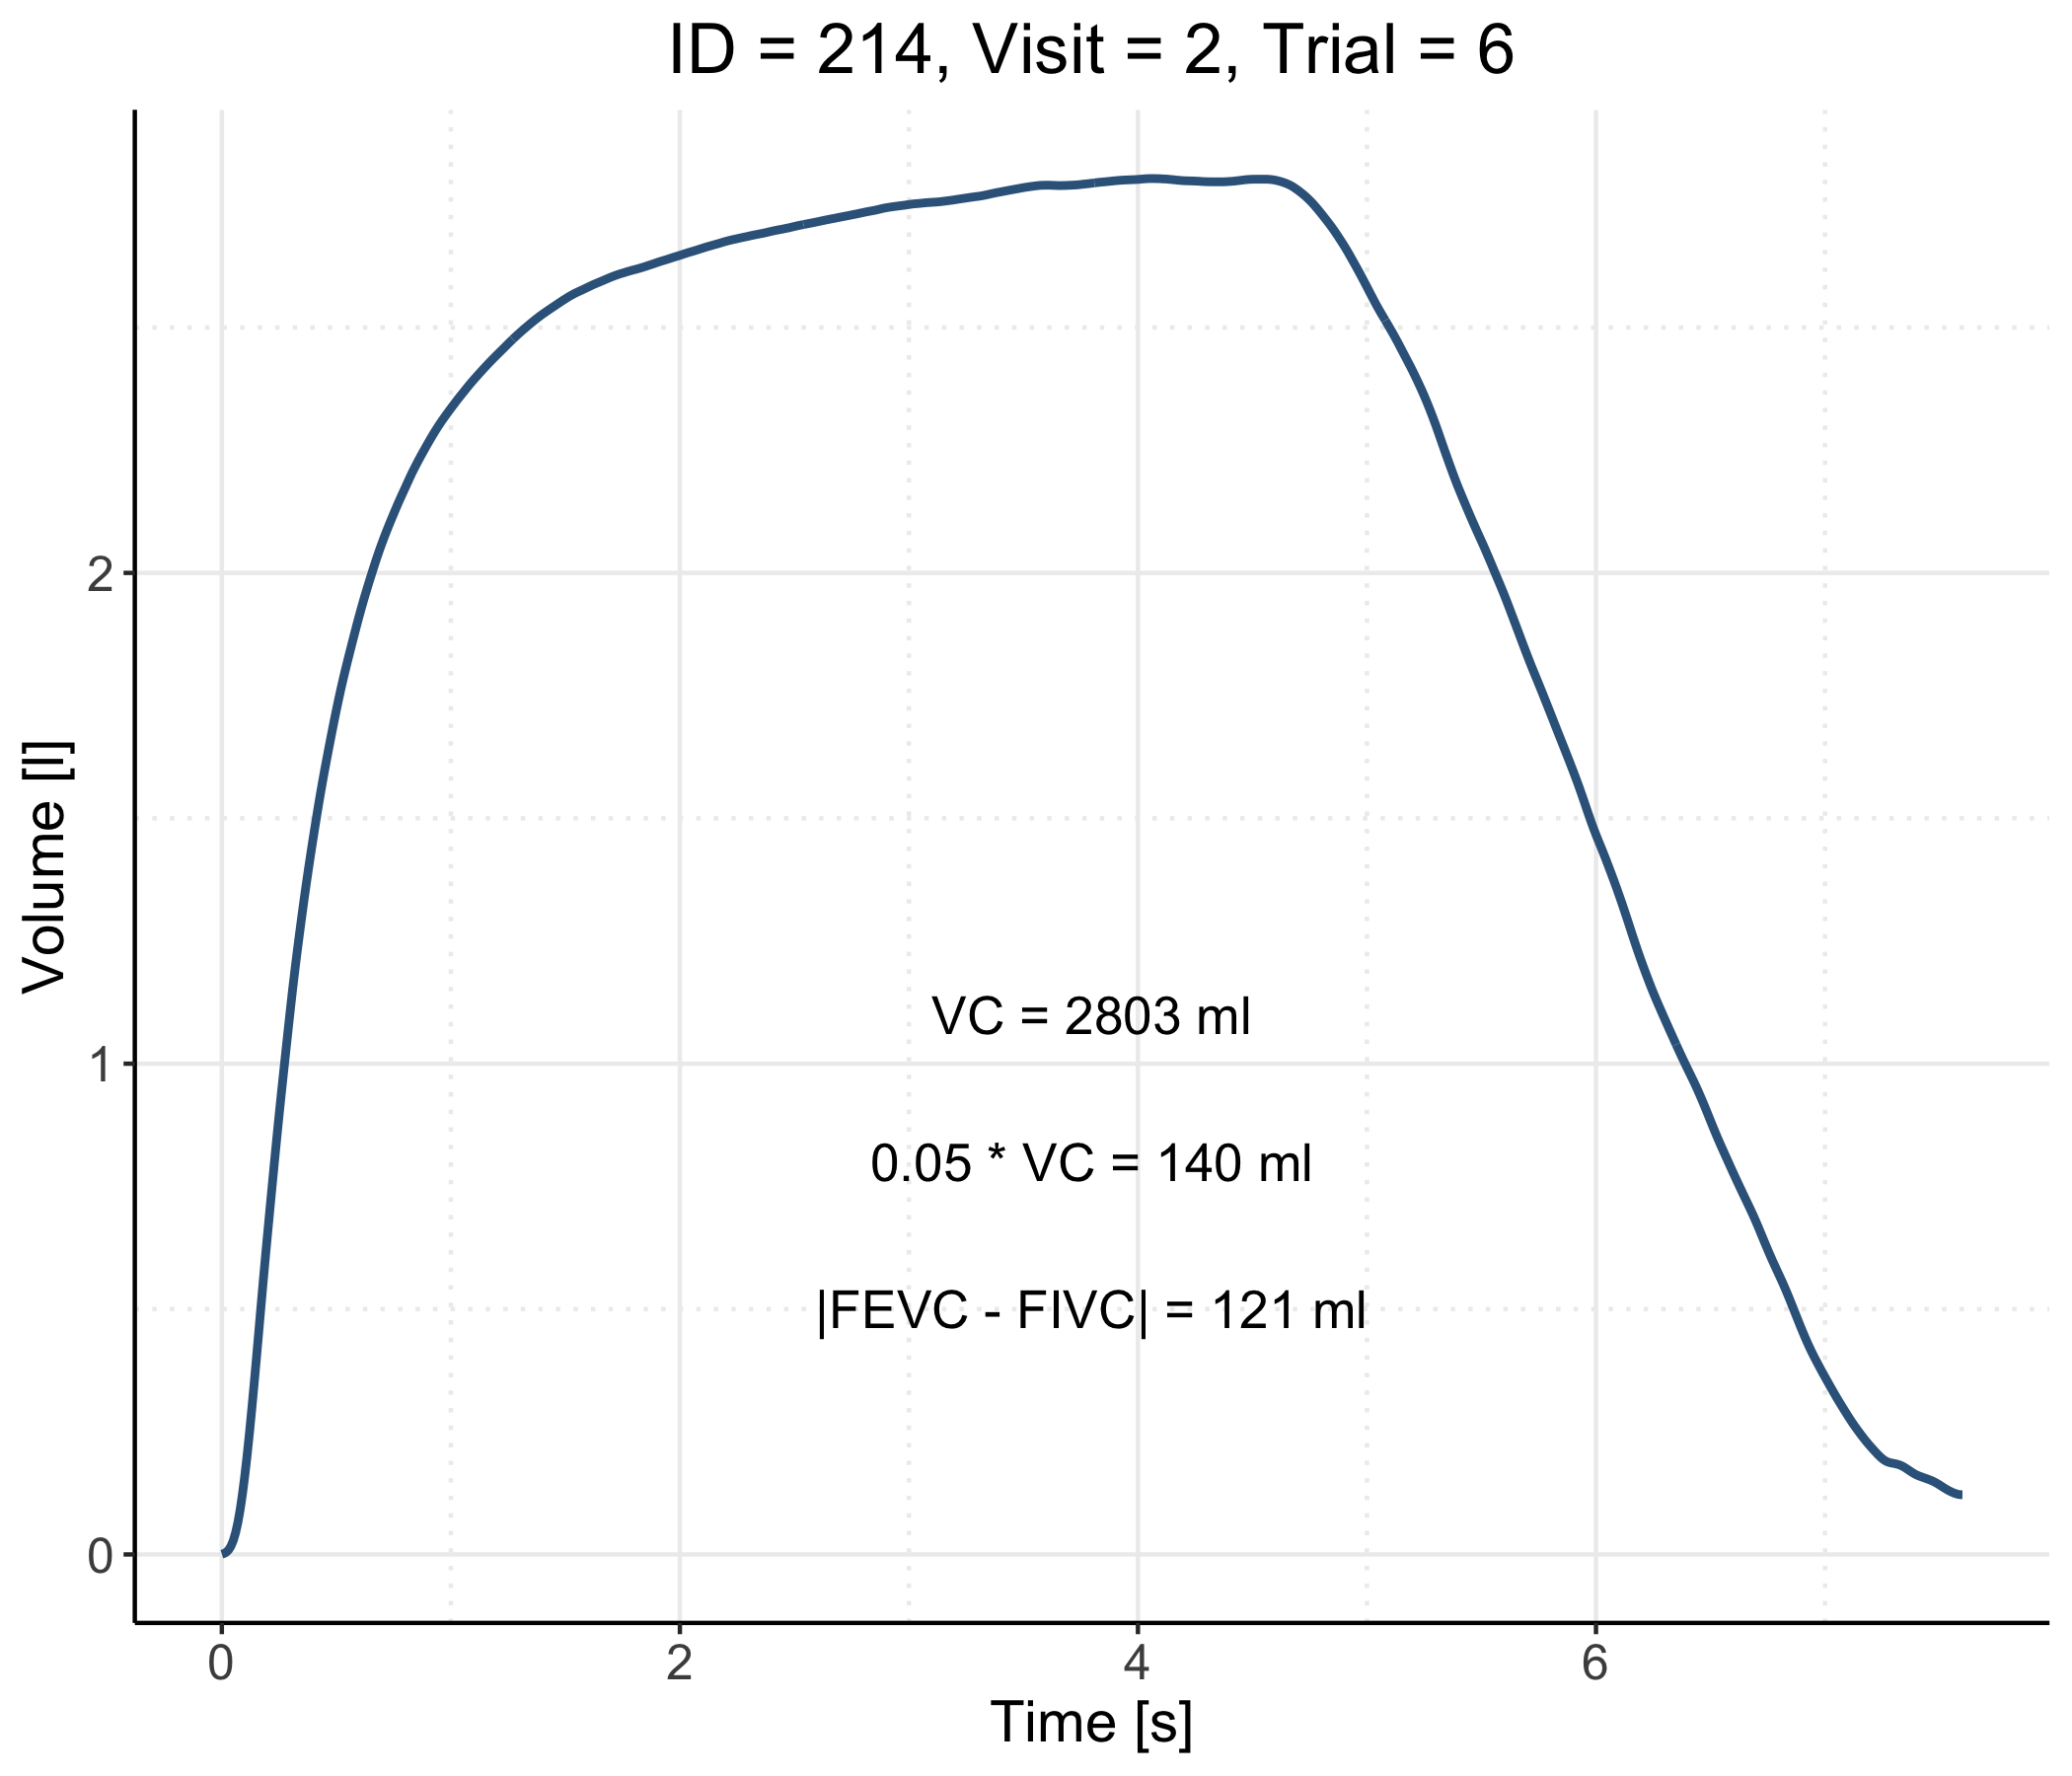 ID = 214, Visit = 2, Trial = 6
Volume [l]
2
1
0
VC = 2803 ml
0.05 * VC = 140 ml
|FEVC - FIVC| = 121 ml
0 2 4 6
Time [s]